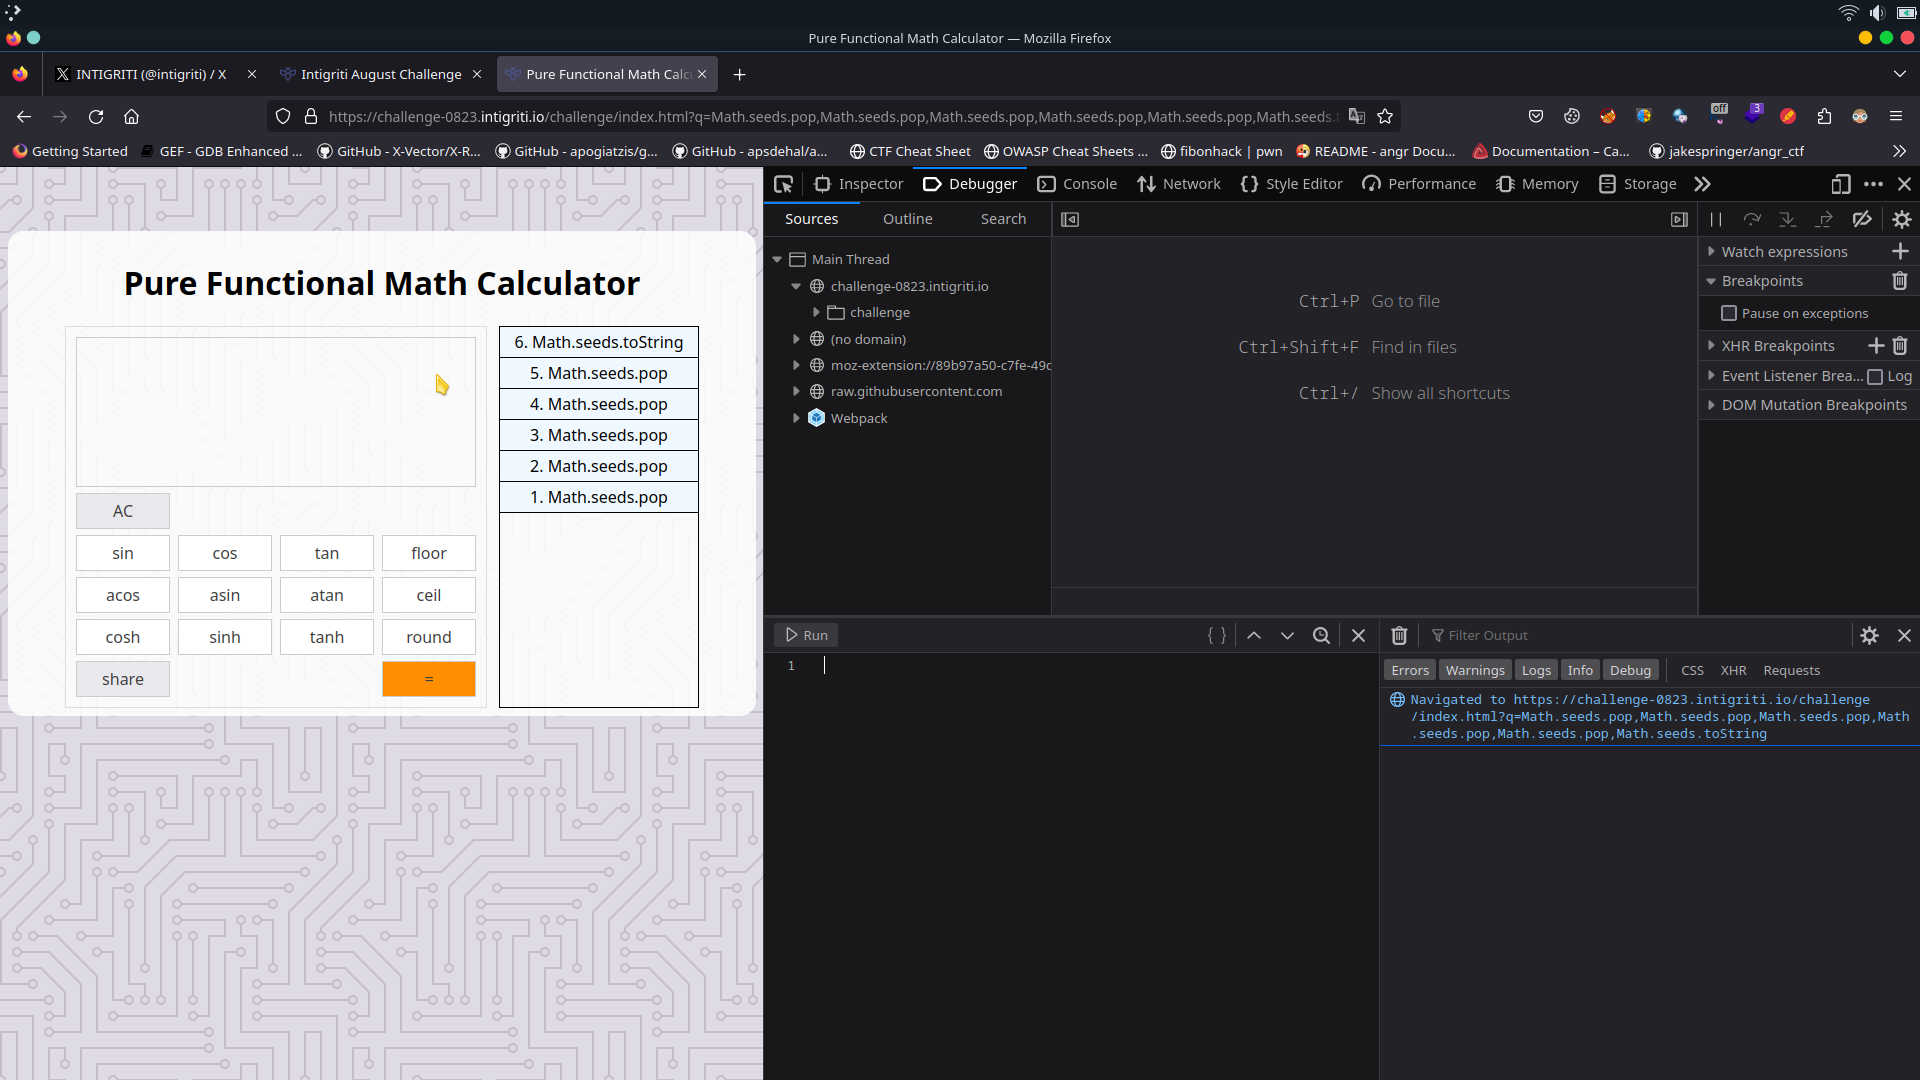 Pure Functional Math Calculator — Mozilla Firefox
INTIGRITI (@intigriti) / X
Intigriti August Challenge
Pure Functional Math Calcu
https://challenge-0823.intigriti.io/challenge/index.html?q=Math.seeds.pop,Math.seeds.pop,Math.seeds.pop,Math.seeds.pop,Math.seeds.pop,Math.seeds.t
off
3
Getting Started
GEF - GDB Enhanced ...
GitHub - X-Vector/X-R...
GitHub - apogiatzis/g...
GitHub - apsdehal/a...
CTF Cheat Sheet
OWASP Cheat Sheets ...
fibonhack | pwn
README - angr Docu...
Documentation – Ca...
jakespringer/angr_ctf
Pure Functional Math Calculator
6. Math.seeds.toString
5. Math.seeds.pop
4. Math.seeds.pop
3. Math.seeds.pop
2. Math.seeds.pop
1. Math.seeds.pop
AC
sin cos tan floor
acos asin atan ceil
cosh sinh tanh round
share =
Inspector
Debugger
Console
Network
Style Editor
Performance
Memory
Storage
Sources Outline Search
Main Thread
challenge-0823.intigriti.io
challenge
(no domain)
moz-extension://89b97a50-c7fe-49c
raw.githubusercontent.com
Webpack
Ctrl+P Go to file
Ctrl+Shift+F Find in files
Ctrl+/ Show all shortcuts
Watch expressions
Breakpoints
Pause on exceptions
XHR Breakpoints
Event Listener Brea... Log
DOM Mutation Breakpoints
Run
{ }
1
Filter Output
Errors Warnings Logs Info Debug CSS XHR Requests
Navigated to https://challenge-0823.intigriti.io/challenge
/index.html?q=Math.seeds.pop,Math.seeds.pop,Math.seeds.pop,Math
.seeds.pop,Math.seeds.pop,Math.seeds.toString